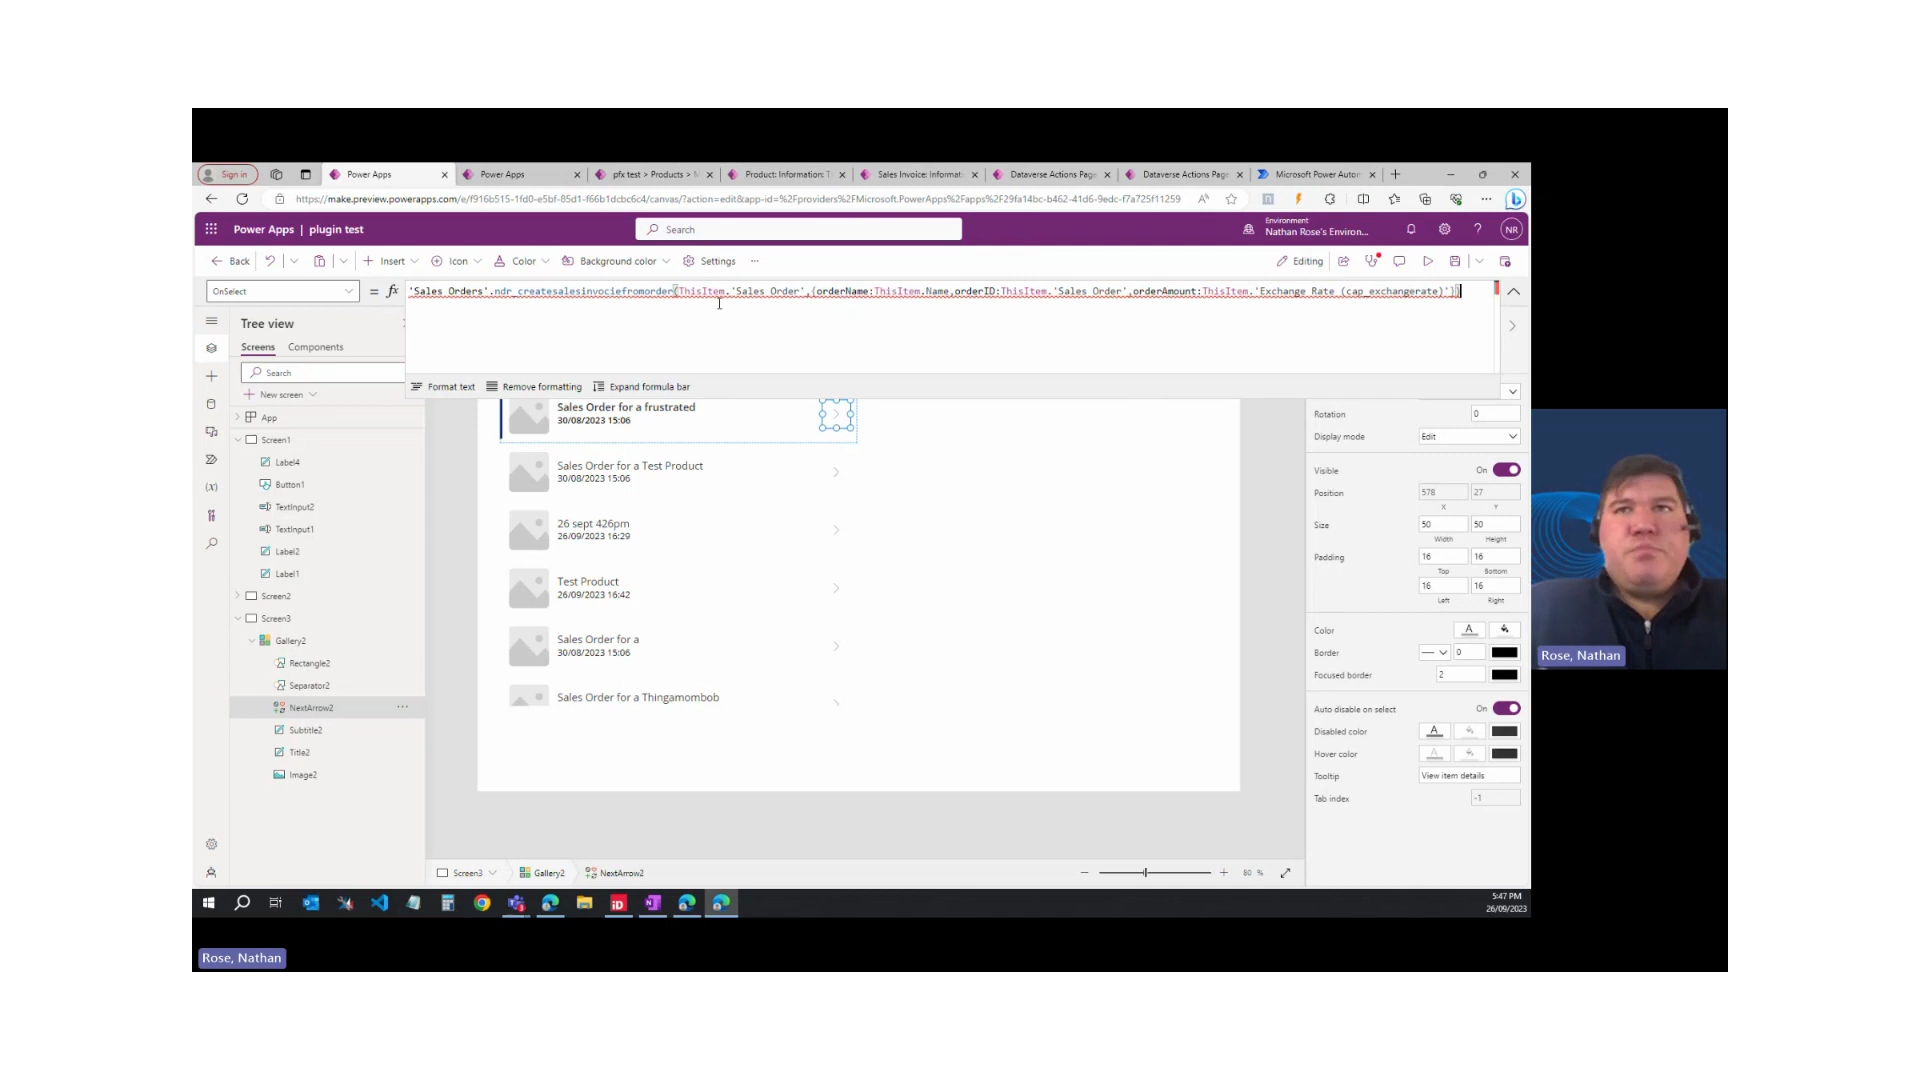 Sign in
Power Apps
Power Apps
pfx test > Products >
Product: Information: T
Sales Invoice: Informat
Dataverse Actions Page
Dataverse Actions Page
Microsoft Power Autom
https://make.preview.powerapps.com/e/f916b515-1fd0-e5bf-85d1-f66b1dcbc6c4/canvas/?action=edit&app-id=%2Fproviders%2FMicrosoft.PowerApps%2Fapps%2F29fa14bc-b462-41d6-9edc-f7a725f11259
Power Apps | plugin test
Search
Environment
Nathan Rose's Environ...
NR
Back
Insert
Icon
Color
Background color
Settings
Editing
OnSelect
= fx
'Sales Orders'.ndr_createsalesinvociefromorder(ThisItem.'Sales Order',{orderName:ThisItem.Name,orderID:ThisItem.'Sales Order',orderAmount:ThisItem.'Exchange Rate (cap_exchangerate)'})
Tree view
Screens
Components
Search
New screen
Format text
Remove formatting
Expand formula bar
App
Screen1
Label4
Button1
TextInput2
TextInput1
Label2
Label1
Screen2
Screen3
Gallery2
Rectangle2
Separator2
NextArrow2
Subtitle2
Title2
Image2
Sales Order for a frustrated
30/08/2023 15:06
Sales Order for a Test Product
30/08/2023 15:06
26 sept 426pm
26/09/2023 16:29
Test Product
26/09/2023 16:42
Sales Order for a
30/08/2023 15:06
Sales Order for a Thingamombob
Rotation
0
Display mode
Edit
Visible
On
Position
578
27
X
Y
Size
50
50
Width
Height
Padding
16
16
Top
Bottom
16
16
Left
Right
Color
Border
0
Focused border
2
Auto disable on select
On
Disabled color
Hover color
Tooltip
View item details
Tab index
-1
Screen3
Gallery2
NextArrow2
80 %
5:47 PM
26/09/2023
Rose, Nathan
Rose, Nathan